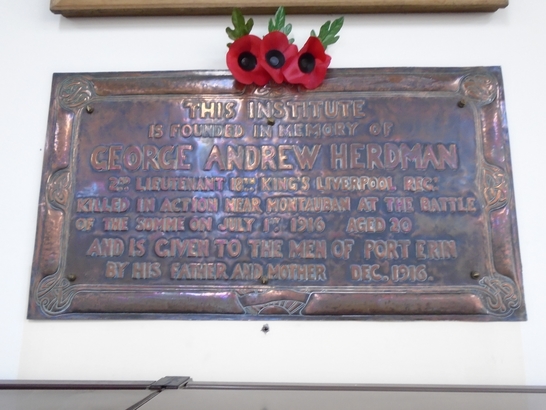 THIS INSTITUTE
IS FOUNDED IN MEMORY OF
GEORGE ANDREW HERDMAN
2ND LIEUTENANT 18TH KING'S LIVERPOOL REGT
KILLED IN ACTION NEAR MONTAUBAN AT THE BATTLE
OF THE SOMME ON JULY 1ST 1916 AGED 20
AND IS GIVEN TO THE MEN OF PORT ERIN
BY HIS FATHER AND MOTHER DEC. 1916.